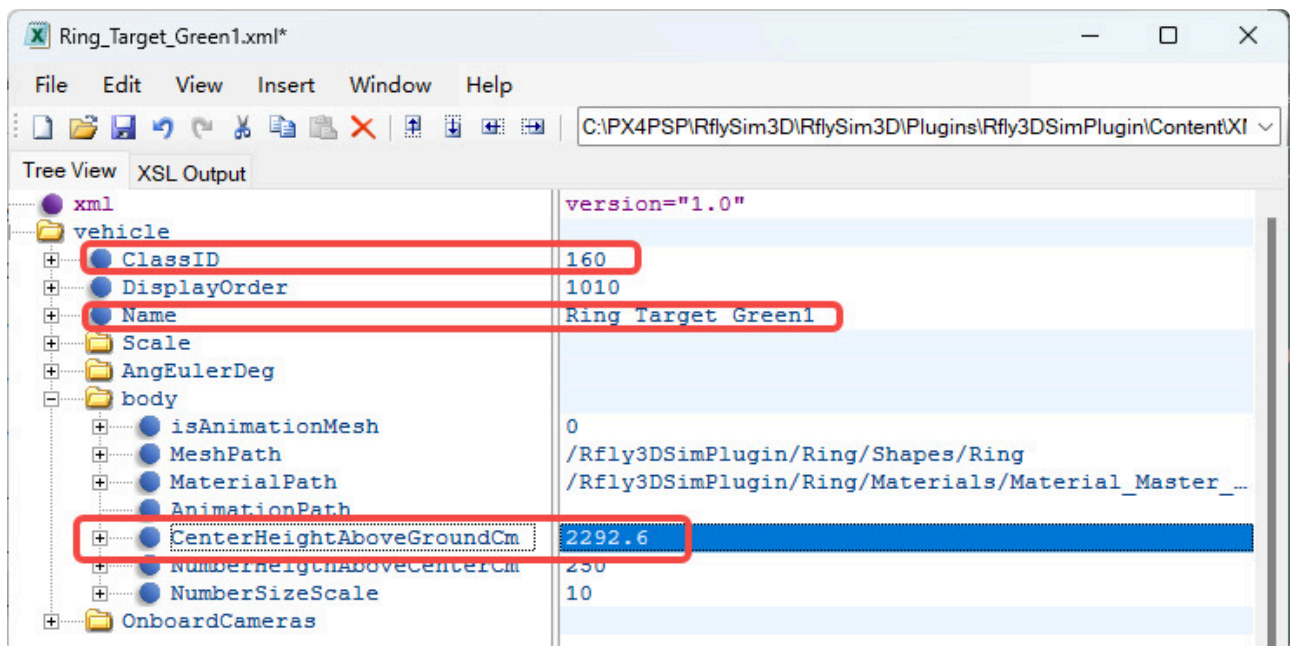 Ring_Target_Green1.xml*
File Edit View Insert Window Help
C:\PX4PSP\RflySim3D\RflySim3D\Plugins\Rfly3DSimPlugin\Content\XI
Tree View XSL Output
xml version="1.0"
vehicle
ClassID 160
DisplayOrder 1010
Name Ring Target Green1
Scale
AngEulerDeg
body
isAnimationMesh 0
MeshPath /Rfly3DSimPlugin/Ring/Shapes/Ring
MaterialPath /Rfly3DSimPlugin/Ring/Materials/Material_Master_…
AnimationPath
CenterHeightAboveGroundCm 2292.6
NumberHeigthAboveCenterCm 250
NumberSizeScale 10
OnboardCameras